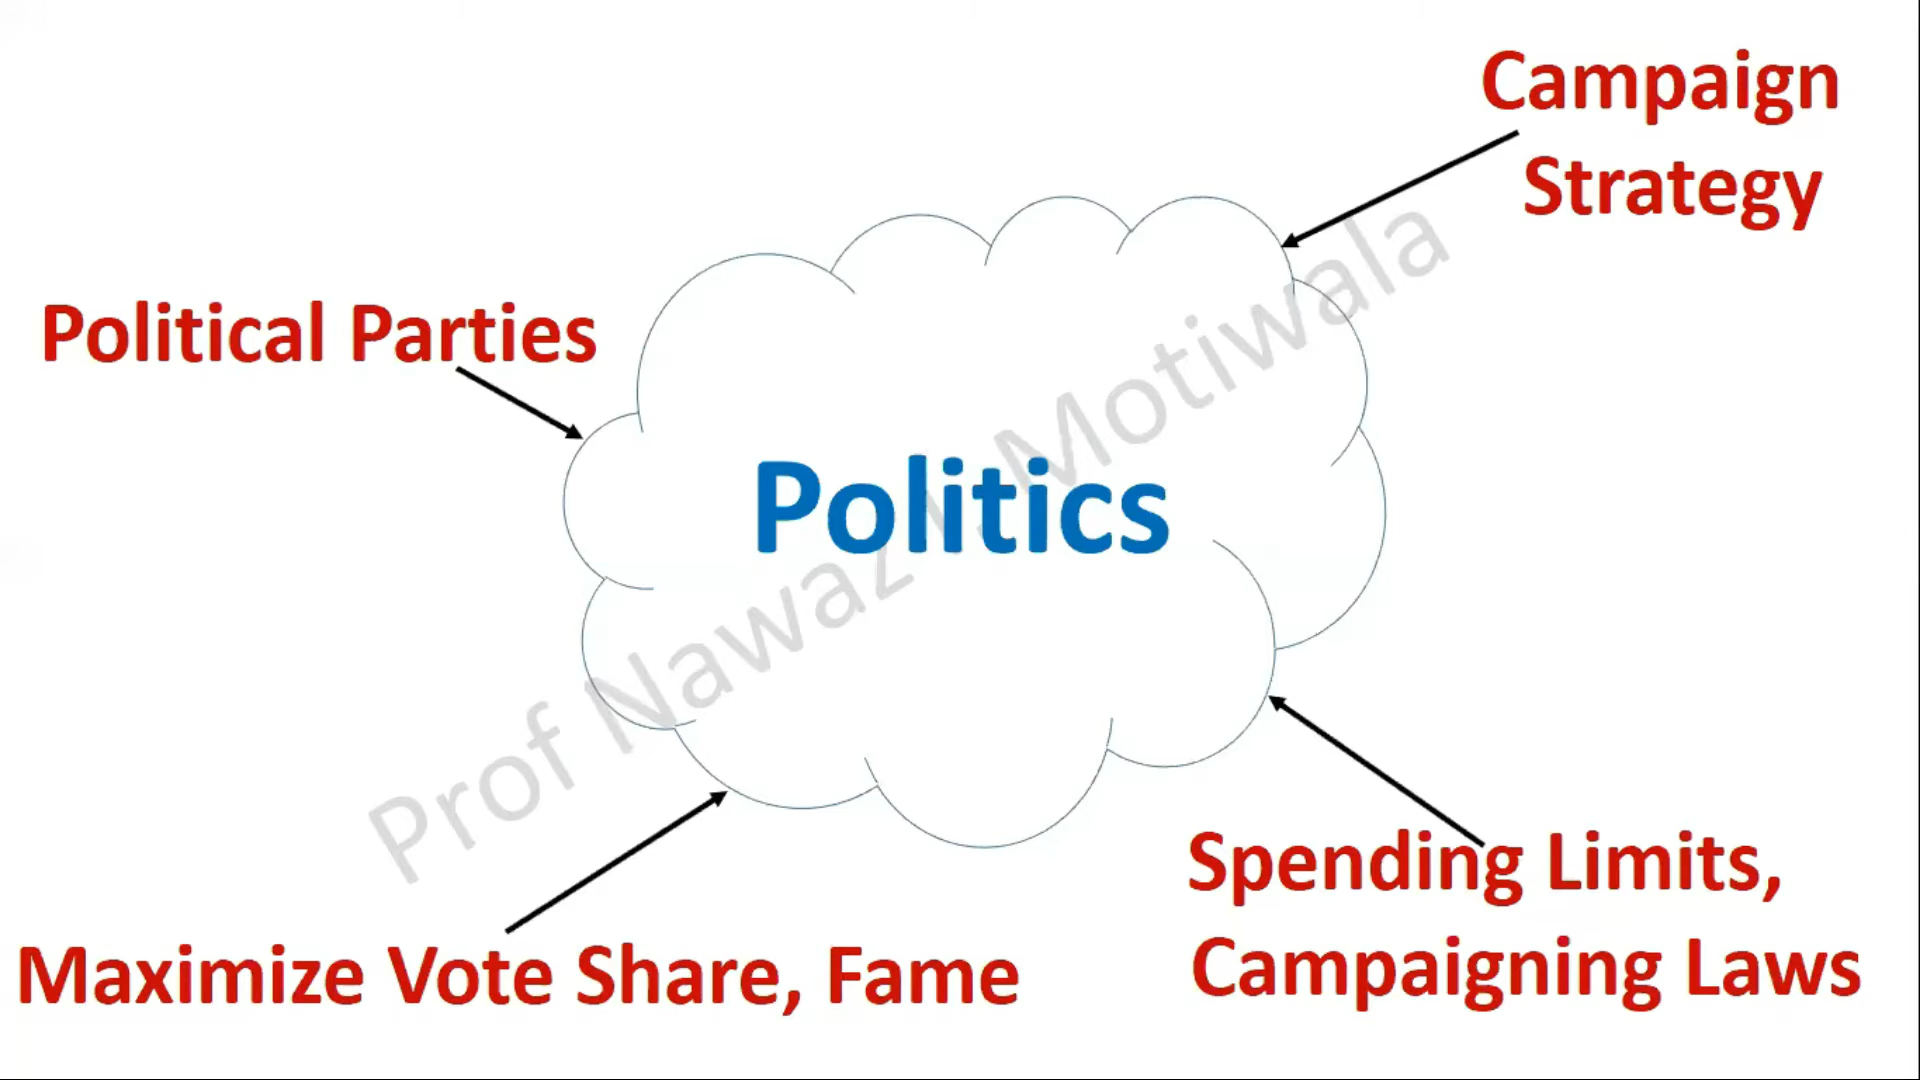 Campaign
Strategy
Political Parties
Politics
Prof Nawaz I. Motiwala
Spending Limits,
Campaigning Laws
Maximize Vote Share, Fame